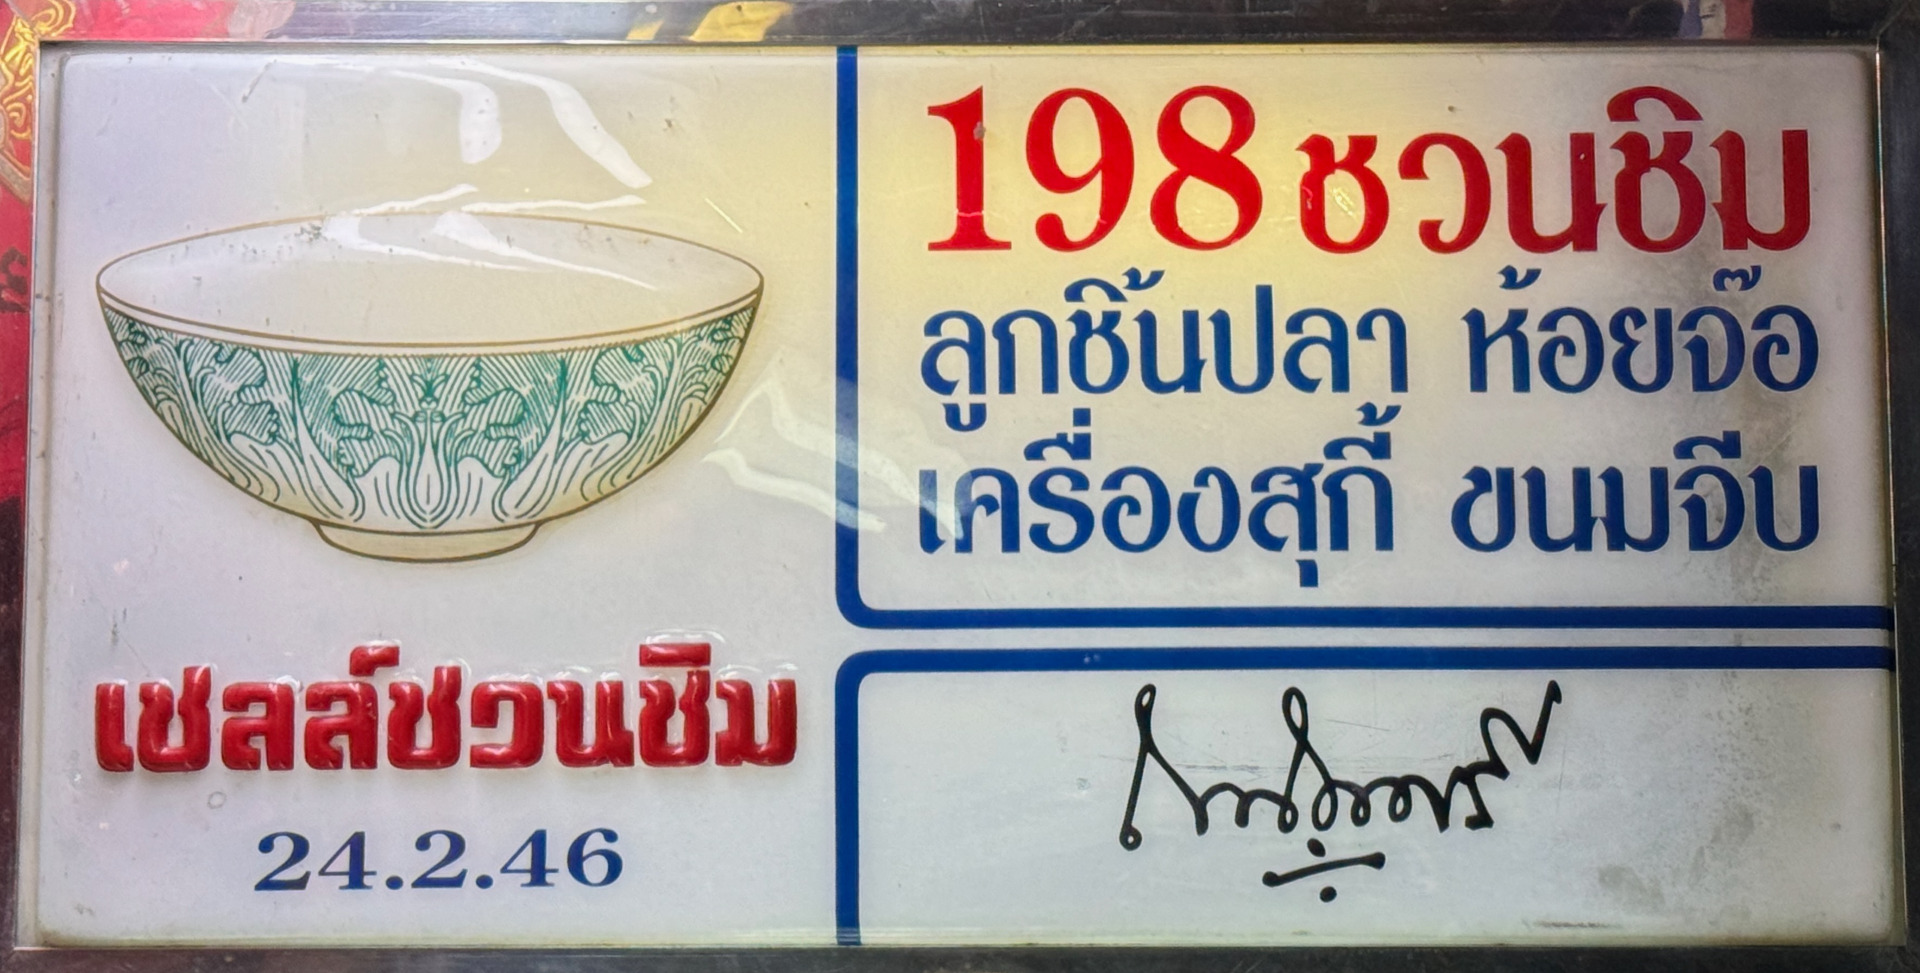 198 ชวนชิม
ลูกชิ้นปลา ห้อยจ๊อ
เครื่องสุกี้ ขนมจีบ
เชลล์ชวนชิม
24.2.46